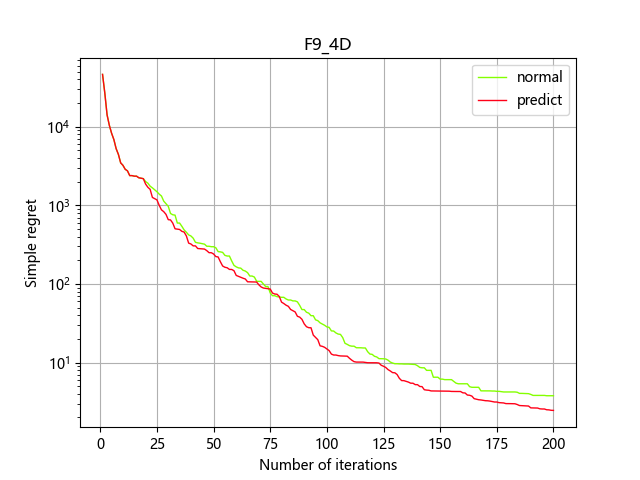 F9_4D
normal
predict
Simple regret
10^4
10^3
10^2
10^1
0 25 50 75 100 125 150 175 200
Number of iterations